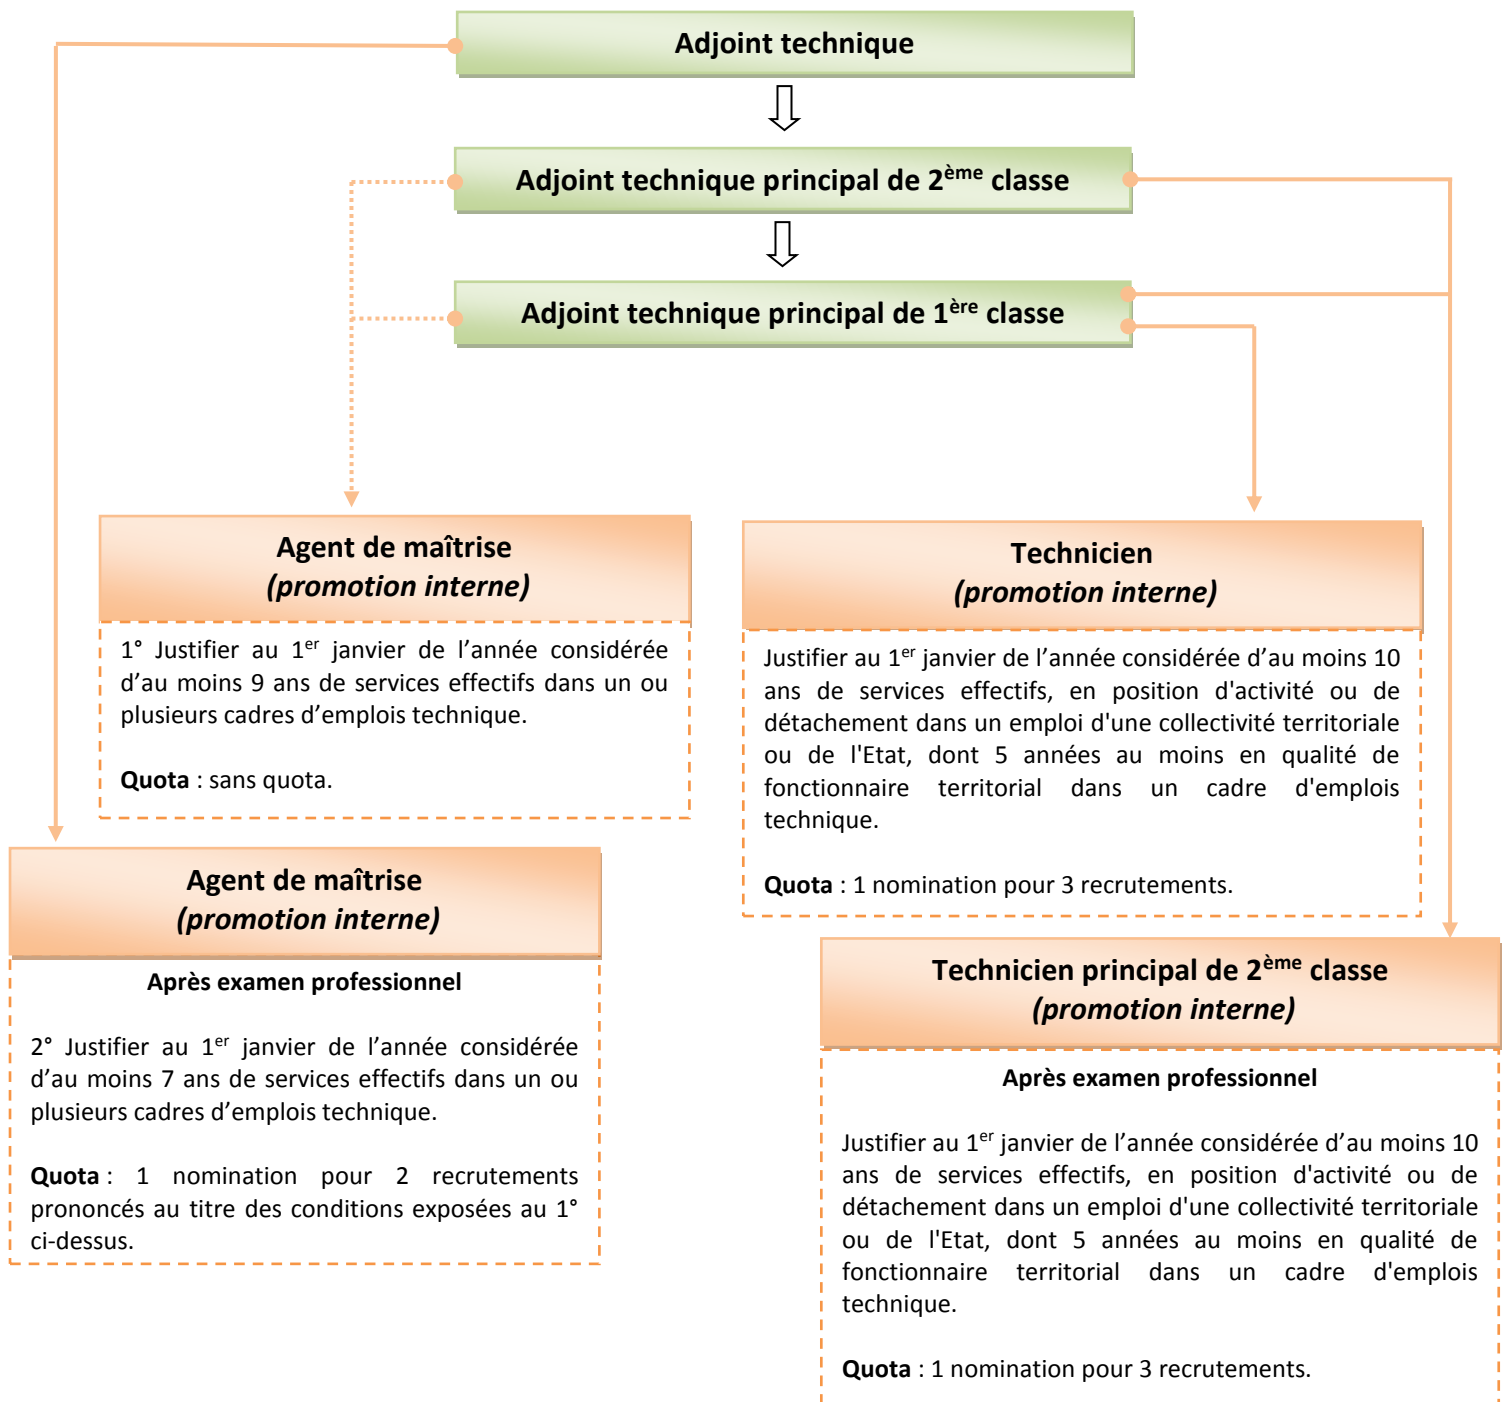 Adjoint technique
Adjoint technique principal de 2ème classe
Adjoint technique principal de 1ère classe
Agent de maîtrise
(promotion interne)
1° Justifier au 1er janvier de l’année considérée
d’au moins 9 ans de services effectifs dans un ou
plusieurs cadres d’emplois technique.
Quota : sans quota.
Technicien
(promotion interne)
Justifier au 1er janvier de l’année considérée d’au moins 10
ans de services effectifs, en position d'activité ou de
détachement dans un emploi d'une collectivité territoriale
ou de l'Etat, dont 5 années au moins en qualité de
fonctionnaire territorial dans un cadre d'emplois
technique.
Quota : 1 nomination pour 3 recrutements.
Agent de maîtrise
(promotion interne)
Après examen professionnel
2° Justifier au 1er janvier de l’année considérée
d’au moins 7 ans de services effectifs dans un ou
plusieurs cadres d’emplois technique.
Quota : 1 nomination pour 2 recrutements
prononcés au titre des conditions exposées au 1°
ci-dessus.
Technicien principal de 2ème classe
(promotion interne)
Après examen professionnel
Justifier au 1er janvier de l’année considérée d’au moins 10
ans de services effectifs, en position d'activité ou de
détachement dans un emploi d'une collectivité territoriale
ou de l'Etat, dont 5 années au moins en qualité de
fonctionnaire territorial dans un cadre d'emplois
technique.
Quota : 1 nomination pour 3 recrutements.